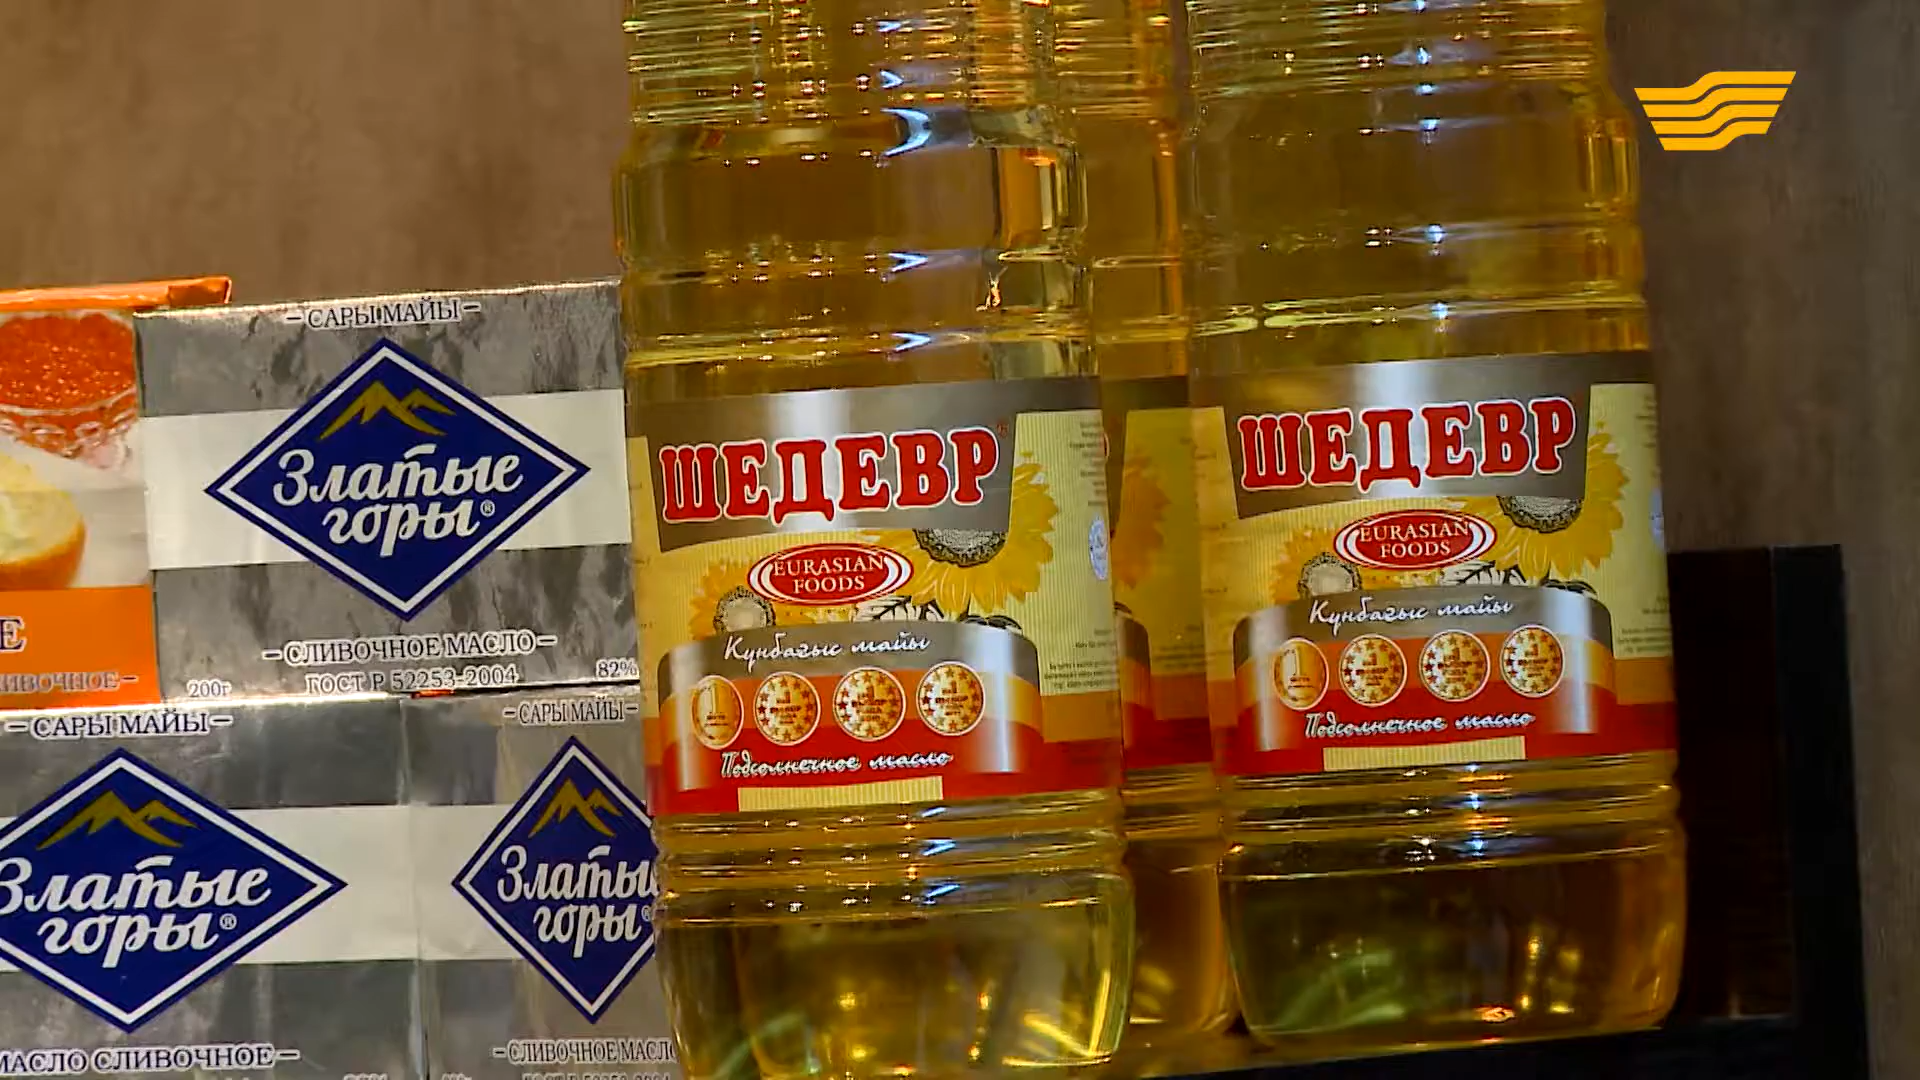 – САРЫ МАЙЫ –
Златые
горы®
– СЛИВОЧНОЕ МАСЛО –
ГОСТ Р 52253-2004
200г
82%
– САРЫ МАЙЫ –
Златые
горы®
МАСЛО СЛИВОЧНОЕ –
– САРЫ МАЙЫ –
Златые
горы®
– СЛИВОЧНОЕ МАСЛО
ШЕДЕВР®
EURASIAN
FOODS
Күнбағыс майы
Подсолнечное масло
ШЕДЕВР
EURASIAN
FOODS
Күнбағыс майы
Подсолнечное масло